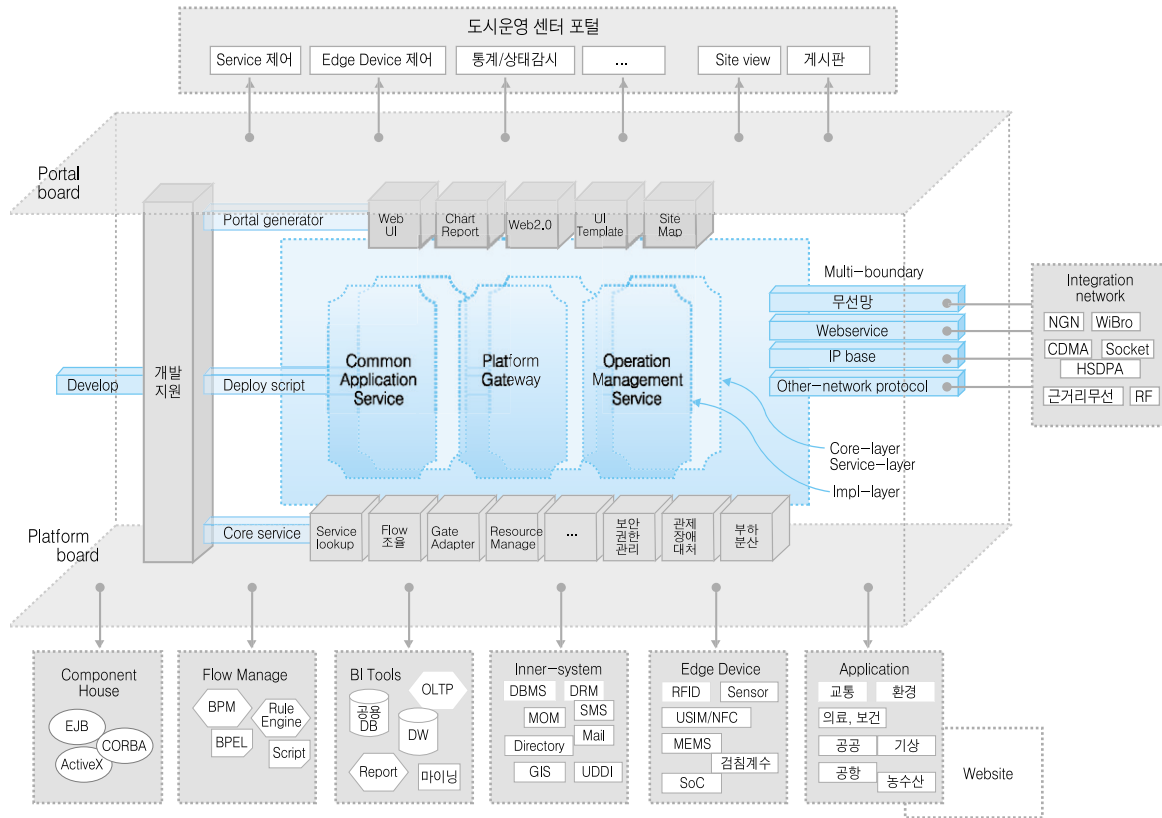 도시운영 센터 포털
Service 제어
Edge Device 제어
통계/상태감시
...
Site view
게시판
Portal
board
Portal generator
Web
UI
Chart
Report
Web2.0
UI
Template
Site
Map
Multi-boundary
무선망
Webservice
IP base
Other-network protocol
Integration
network
NGN
WiBro
CDMA
Socket
HSDPA
근거리무선
RF
Develop
개발
지원
Deploy script
Common
Application
Service
Platform
Gateway
Operation
Management
Service
Core-layer
Service-layer
Impl-layer
Platform
board
Core service
Service
lookup
Flow
조율
Gate
Adapter
Resource
Manage
...
보안
권한
관리
관제
장애
대처
부하
분산
Component
House
EJB
CORBA
ActiveX
Flow Manage
BPM
Rule
Engine
BPEL
Script
BI Tools
OLTP
공용
DB
DW
Report
마이닝
Inner-system
DBMS
DRM
MOM
SMS
Mail
Directory
GIS
UDDI
Edge Device
RFID
Sensor
USIM/NFC
MEMS
검침계수
SoC
Application
교통
환경
의료, 보건
공공
기상
공항
농수산
Website